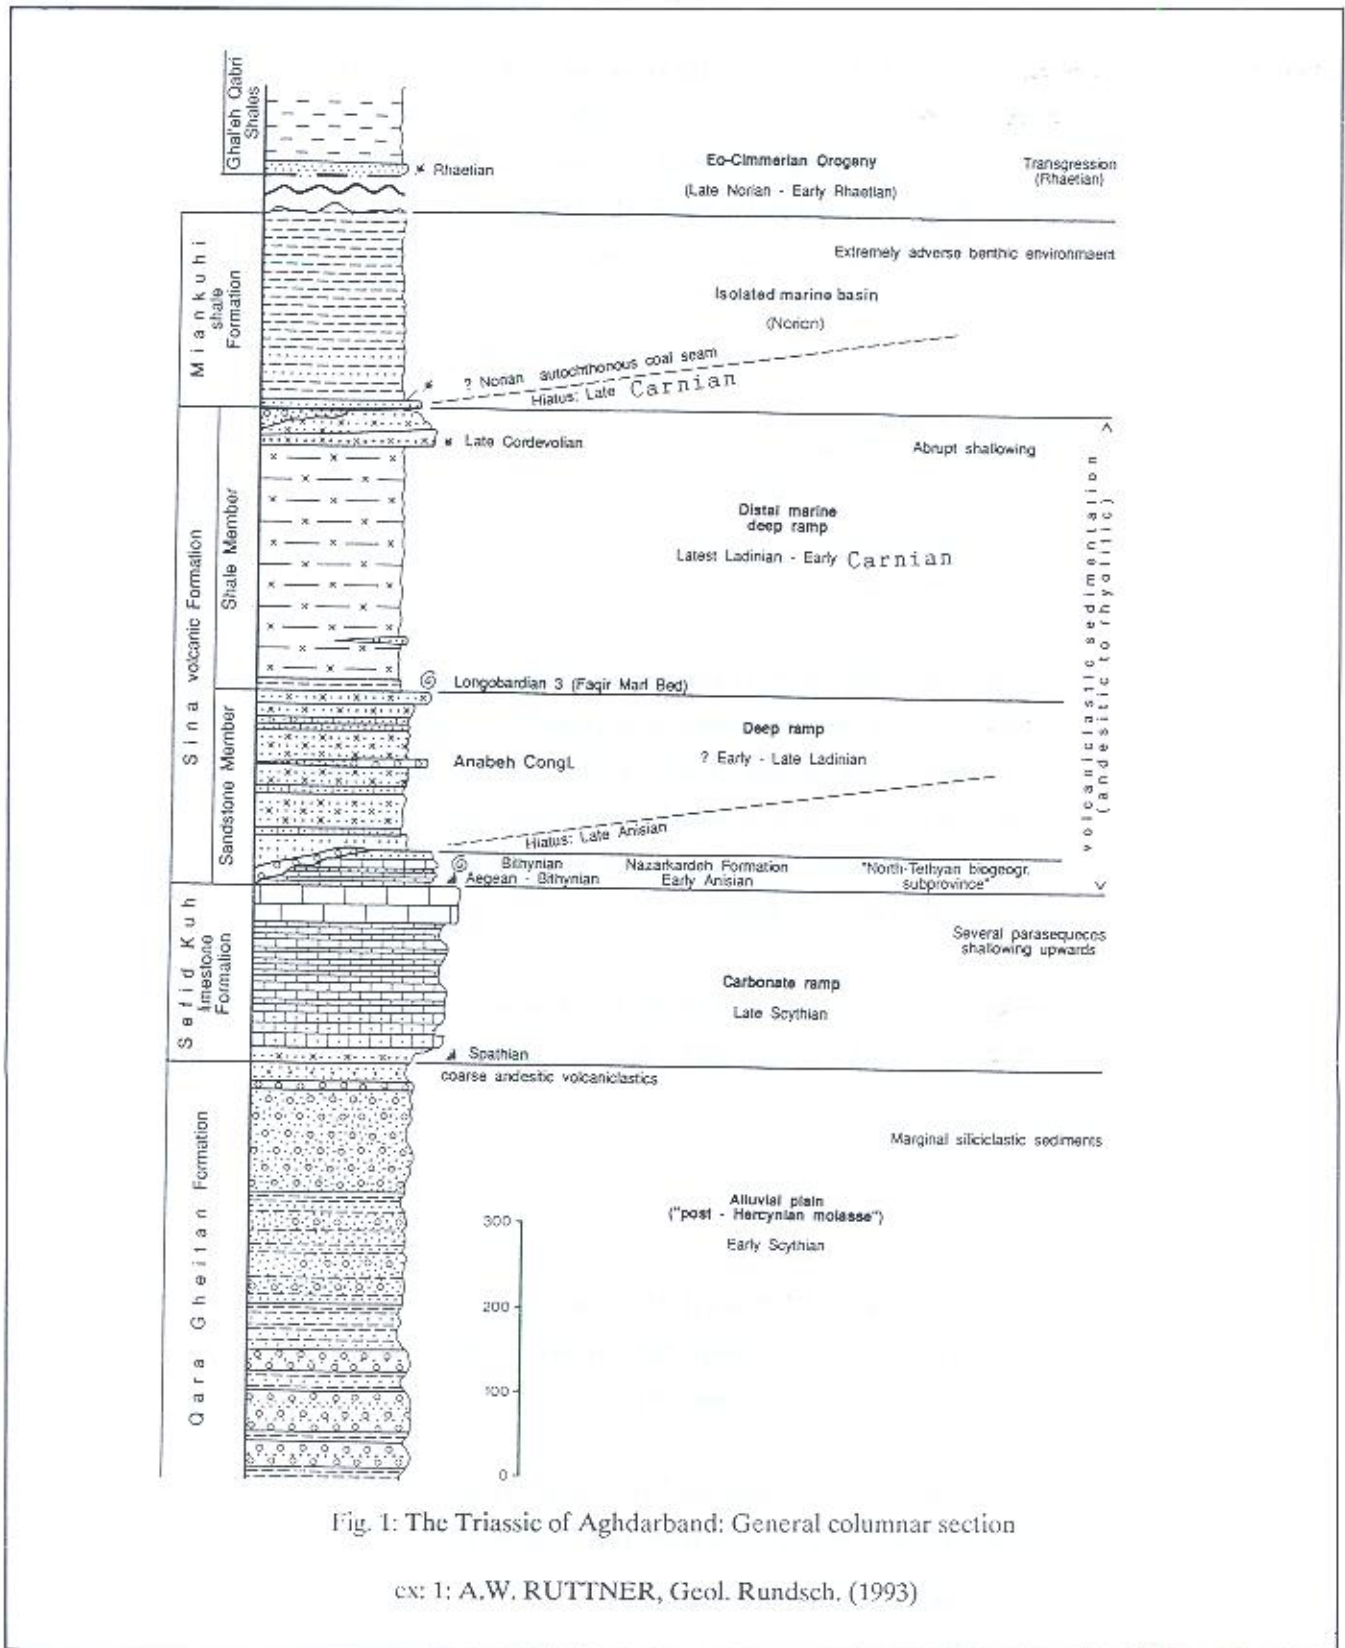 Ghal'eh Qabri
Shales
Rhaetian
Eo-Cimmerian Orogeny
(Late Norian - Early Rhaetian)
Transgression
(Rhaetian)
Miankuhi
shale
Formation
Extremely adverse benthic environmaent
Isolated marine basin
(Norian)
? Norian autochthonous coal seam
Hiatus: Late Carnian
Sina volcanic Formation
Shale Member
Late Cordevolian
Abrupt shallowing
Distal marine
deep ramp
Latest Ladinian - Early Carnian
volcaniclastic sedimentation
(andesitic to rhyolitic)
Longobardian 3 (Faqir Marl Bed)
Sandstone Member
Deep ramp
Anabeh Congl.
? Early - Late Ladinian
Hiatus: Late Anisian
Bithynian
Aegean - Bithynian
Nazarkardeh Formation
Early Anisian
"North-Tethyan biogeogr.
subprovince"
Sefid Kuh
limestone
Formation
Several parasequeces
shallowing upwards
Carbonate ramp
Late Scythian
Spathian
coarse andesitic volcaniclastics
Qara Gheitan Formation
Marginal siliciclastic sediments
Alluvial plain
("post - Hercynian molasse")
Early Scythian
300
200
100
0
Fig. 1: The Triassic of Aghdarband: General columnar section
ex: 1: A.W. RUTTNER, Geol. Rundsch. (1993)